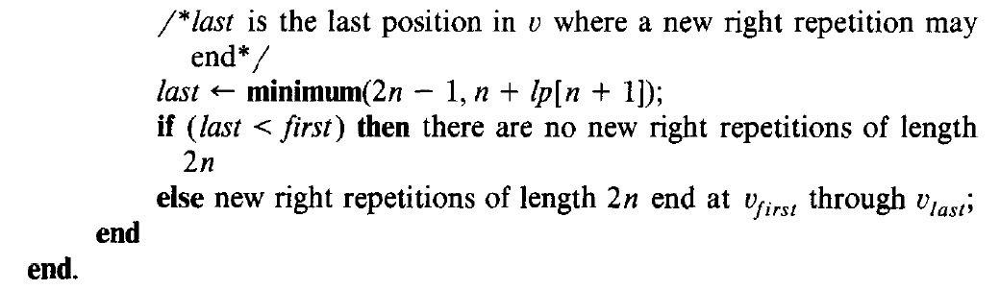 /*last is the last position in v where a new right repetition may
end*/
last ← minimum(2n − 1, n + lp[n + 1]);
if (last < first) then there are no new right repetitions of length
2n
else new right repetitions of length 2n end at v_first through v_last;
end
end.